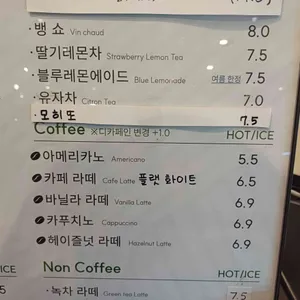 · 뱅 쇼 Vin chaud 8.0
· 딸기레몬차 Strawberry Lemon Tea 7.5
· 블루레몬에이드 Blue Lemonade 여름 한정 7.5
· 유자차 Citron Tea 7.0
· 모히또 7.5
Coffee ※디카페인 변경 +1.0 HOT/ICE
아메리카노 Americano 5.5
카페 라떼 Cafe Latte 플랫 화이트 6.5
바닐라 라떼 Vanilla Latte 6.9
카푸치노 Cappuccino 6.9
헤이즐넛 라떼 Hazelnut Latte 6.9
/ICE Non Coffee HOT/ICE
· 녹차 라떼 Green tea Latte 7.5